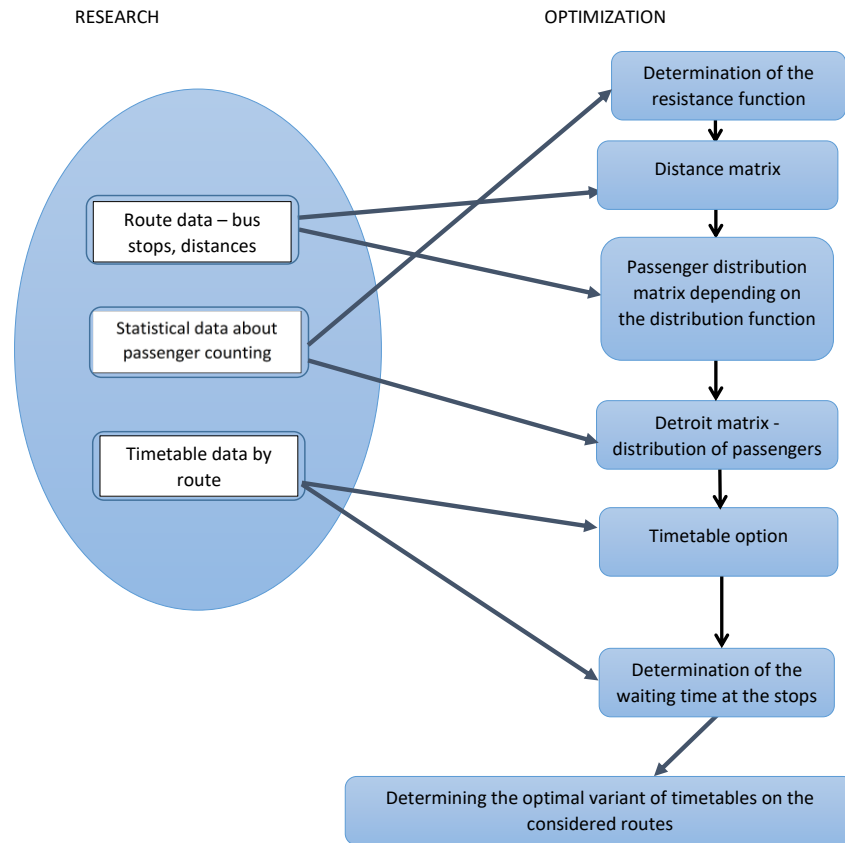 RESEARCH
OPTIMIZATION
Route data – bus
stops, distances
Statistical data about
passenger counting
Timetable data by
route
Determination of the
resistance function
Distance matrix
Passenger distribution
matrix depending on
the distribution function
Detroit matrix -
distribution of passengers
Timetable option
Determination of the
waiting time at the stops
Determining the optimal variant of timetables on the
considered routes